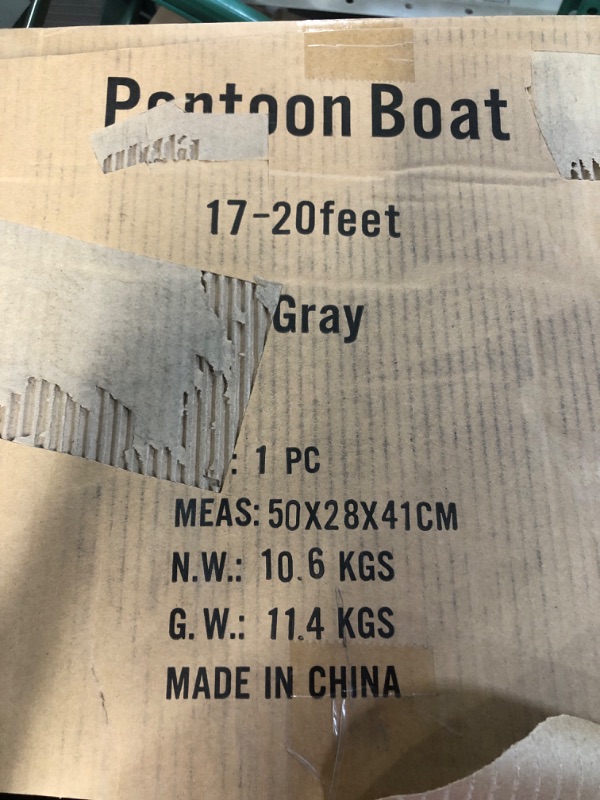 Pontoon Boat
17-20feet
Gray
: 1 PC
MEAS: 50X28X41CM
N.W.: 10.6 KGS
G.W.: 11.4 KGS
MADE IN CHINA